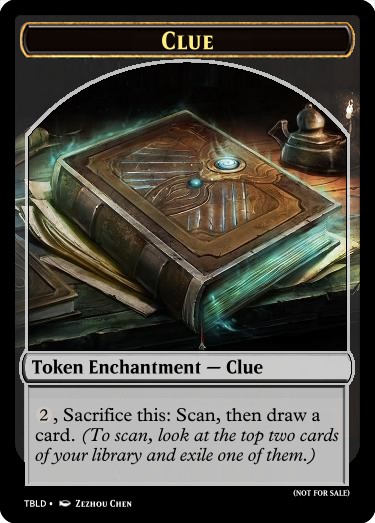 CLUE
Token Enchantment — Clue
2 , Sacrifice this: Scan, then draw a
card. (To scan, look at the top two cards
of your library and exile one of them.)
(NOT FOR SALE)
TBLD • ZEZHOU CHEN